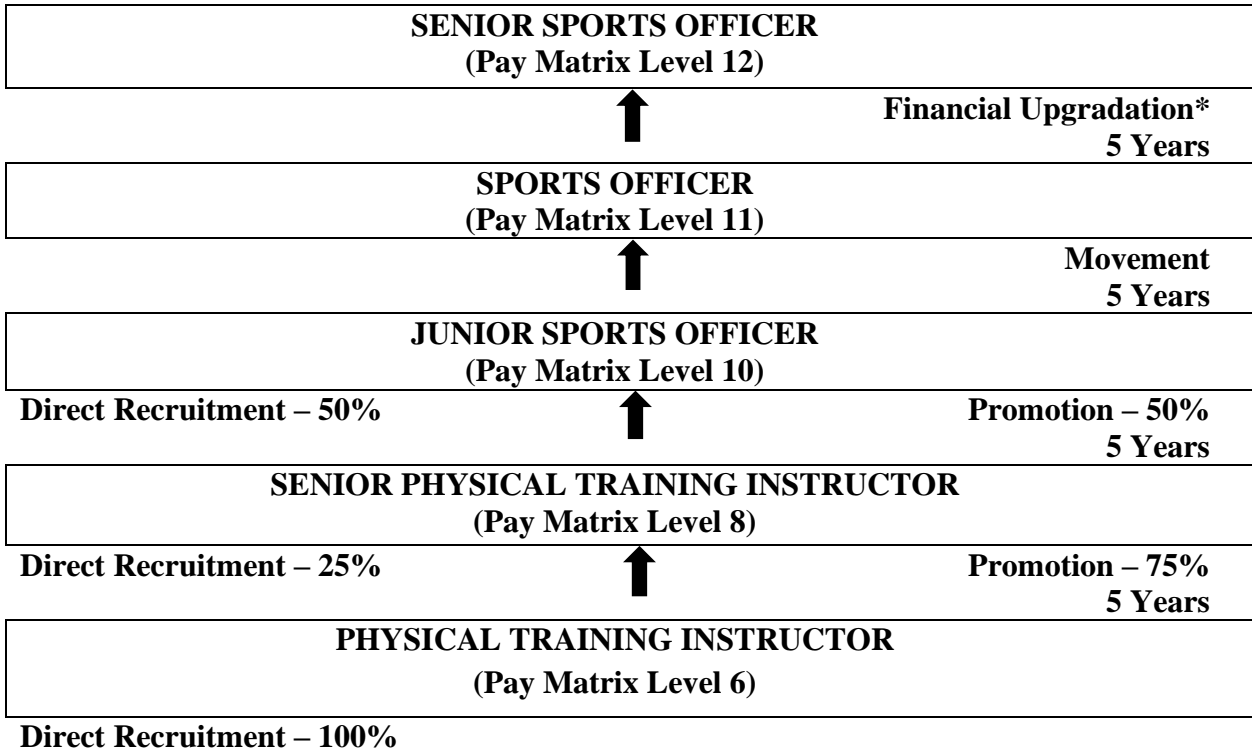 SENIOR SPORTS OFFICER
(Pay Matrix Level 12)
Financial Upgradation*
5 Years
SPORTS OFFICER
(Pay Matrix Level 11)
Movement
5 Years
JUNIOR SPORTS OFFICER
(Pay Matrix Level 10)
Direct Recruitment – 50% Promotion – 50%
5 Years
SENIOR PHYSICAL TRAINING INSTRUCTOR
(Pay Matrix Level 8)
Direct Recruitment – 25% Promotion – 75%
5 Years
PHYSICAL TRAINING INSTRUCTOR
(Pay Matrix Level 6)
Direct Recruitment – 100%